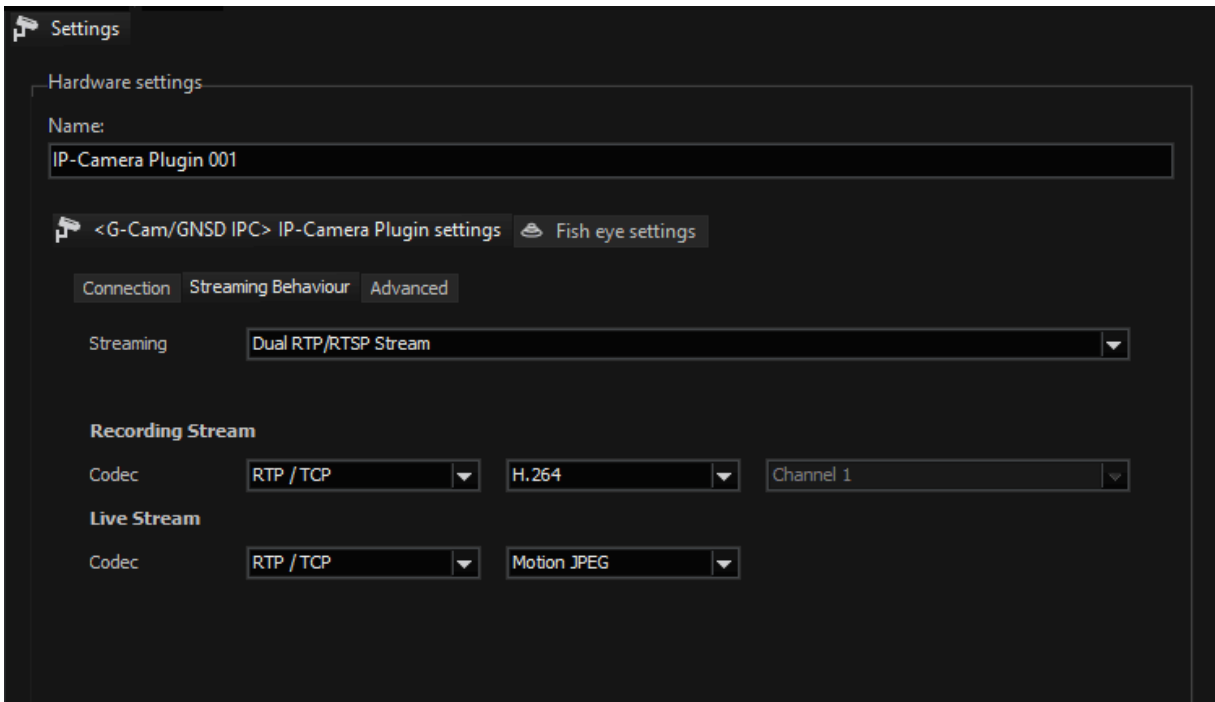 Settings
Hardware settings
Name:
IP-Camera Plugin 001
<G-Cam/GNSD IPC> IP-Camera Plugin settings Fish eye settings
Connection Streaming Behaviour Advanced
Streaming Dual RTP/RTSP Stream
Recording Stream
Codec RTP / TCP H.264 Channel 1
Live Stream
Codec RTP / TCP Motion JPEG